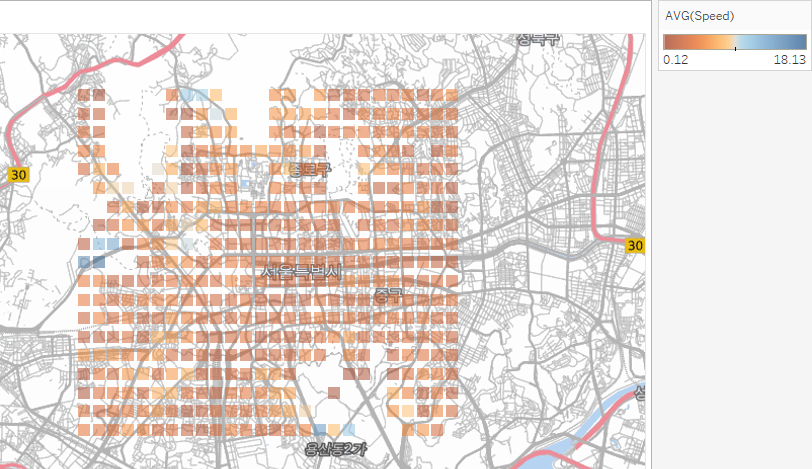 AVG(Speed)
0.12
18.13
성북구
30
종로구
30
서울특별시
중구
용산동2가